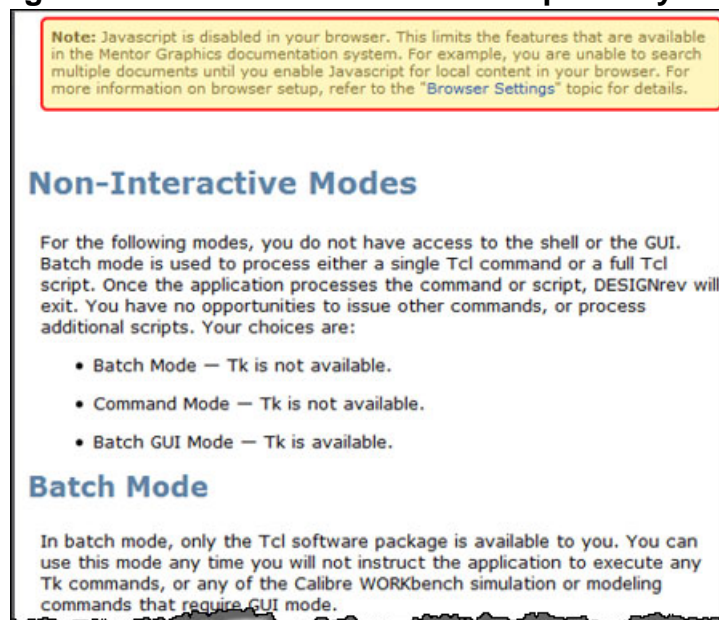 Note: Javascript is disabled in your browser. This limits the features that are available
in the Mentor Graphics documentation system. For example, you are unable to search
multiple documents until you enable Javascript for local content in your browser. For
more information on browser setup, refer to the "Browser Settings" topic for details.
Non-Interactive Modes
For the following modes, you do not have access to the shell or the GUI.
Batch mode is used to process either a single Tcl command or a full Tcl
script. Once the application processes the command or script, DESIGNrev will
exit. You have no opportunities to issue other commands, or process
additional scripts. Your choices are:
• Batch Mode — Tk is not available.
• Command Mode — Tk is not available.
• Batch GUI Mode — Tk is available.
Batch Mode
In batch mode, only the Tcl software package is available to you. You can
use this mode any time you will not instruct the application to execute any
Tk commands, or any of the Calibre WORKbench simulation or modeling
commands that require GUI mode.